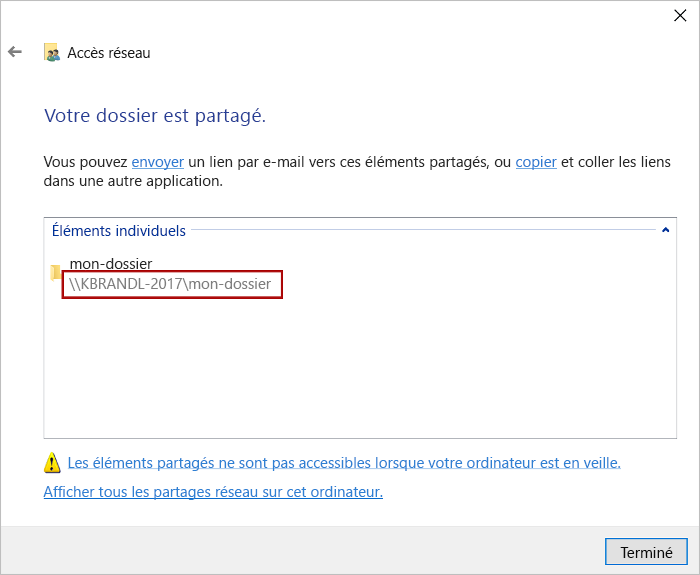 Accès réseau
Votre dossier est partagé.
Vous pouvez envoyer un lien par e-mail vers ces éléments partagés, ou copier et coller les liens
dans une autre application.
Éléments individuels
mon-dossier
\\KBRANDL-2017\mon-dossier
Les éléments partagés ne sont pas accessibles lorsque votre ordinateur est en veille.
Afficher tous les partages réseau sur cet ordinateur.
Terminé